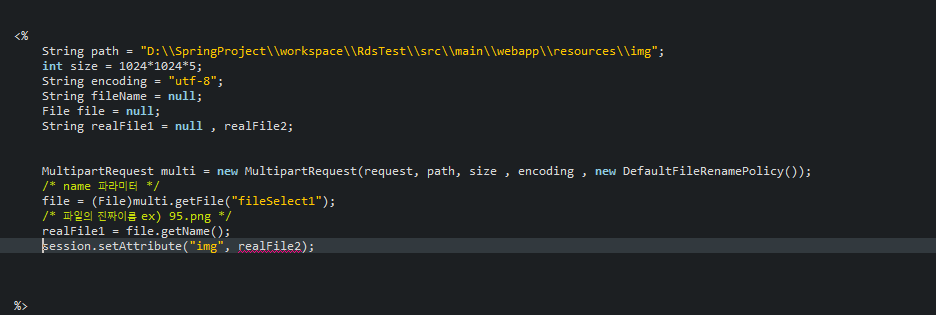 <%
String path = "D:\\SpringProject\\workspace\\RdsTest\\src\\main\\webapp\\resources\\img";
int size = 1024*1024*5;
String encoding = "utf-8";
String fileName = null;
File file = null;
String realFile1 = null , realFile2;
MultipartRequest multi = new MultipartRequest(request, path, size , encoding , new DefaultFileRenamePolicy());
/* name 파라미터 */
file = (File)multi.getFile("fileSelect1");
/* 파일의 진짜이름 ex) 95.png */
realFile1 = file.getName();
session.setAttribute("img", realFile2);
%>